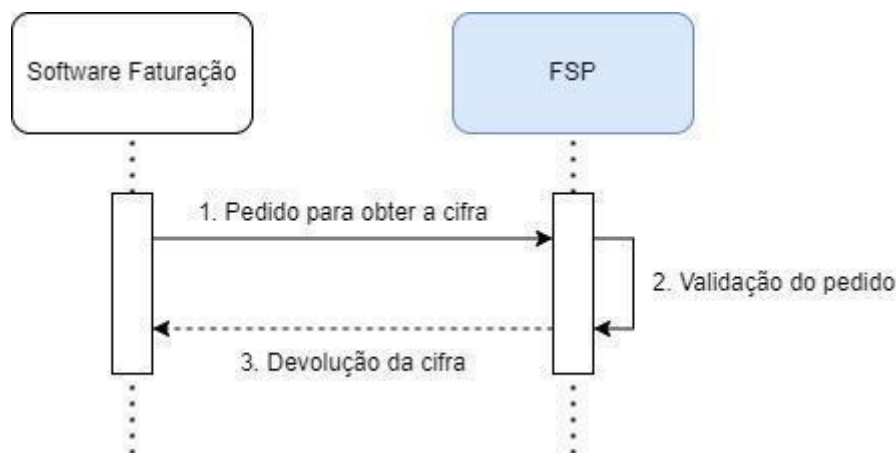 Software Faturação
FSP
1. Pedido para obter a cifra
2. Validação do pedido
3. Devolução da cifra